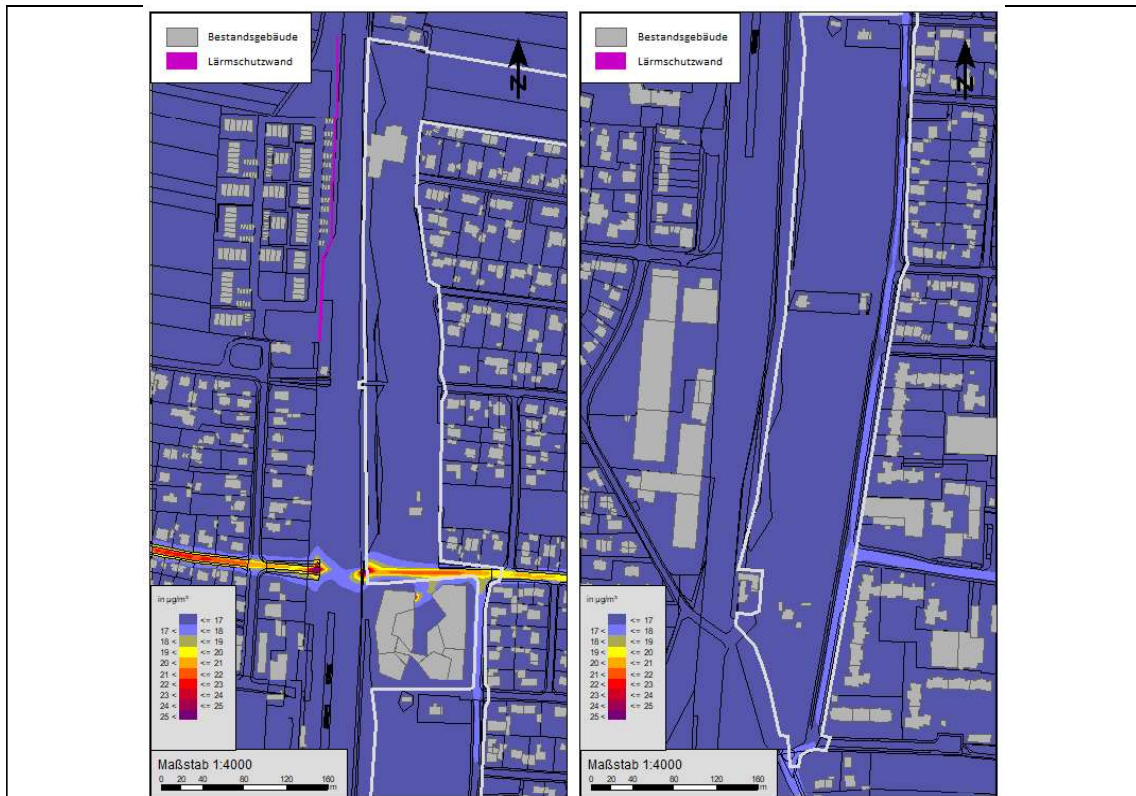 Bestandsgebäude
Lärmschutzwand
N
in µg/m³
<= 17
17 < <= 18
18 < <= 19
19 < <= 20
20 < <= 21
21 < <= 22
22 < <= 23
23 < <= 24
24 < <= 25
25 <
Maßstab 1:4000
0 20 40 80 120 160
m
Bestandsgebäude
Lärmschutzwand
N
in µg/m³
<= 17
17 < <= 18
18 < <= 19
19 < <= 20
20 < <= 21
21 < <= 22
22 < <= 23
23 < <= 24
24 < <= 25
25 <
Maßstab 1:4000
0 20 40 80 120 160
m